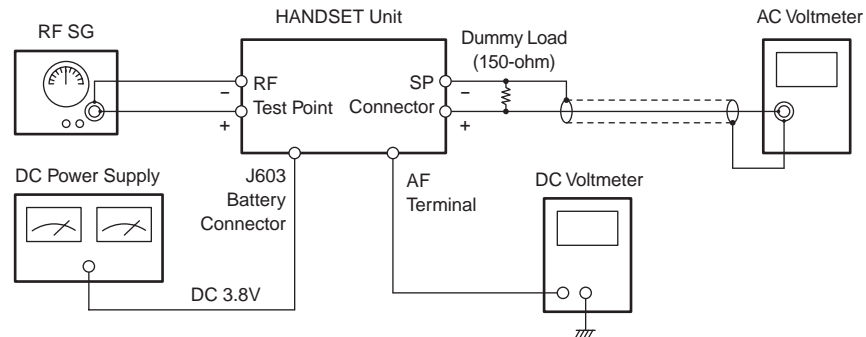 HANDSET Unit
RF SG
AC Voltmeter
Dummy Load
(150-ohm)
RF
Test Point
SP
Connector
−
+
−
+
DC Power Supply
J603
Battery
Connector
AF
Terminal
DC Voltmeter
DC 3.8V